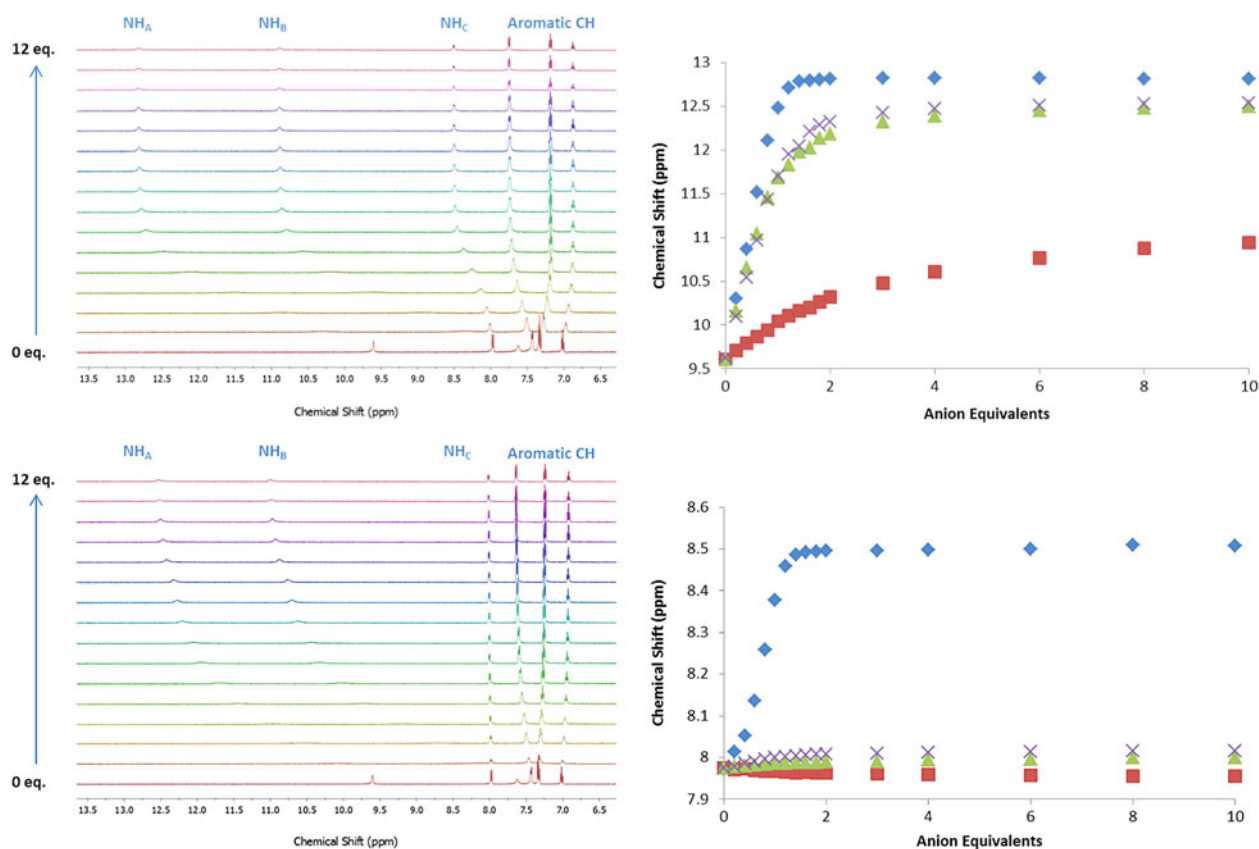 NHA NHB NHC Aromatic CH
12 eq.
0 eq.
13.5 12.5 12.0 11.5 11.0 10.5 10.0 9.5 9.0 8.5 8.0 7.5 7.0 6.5
Chemical Shift (ppm)
13
12.5
12
11.5
11
10.5
10
9.5
Chemical Shift (ppm)
0 2 4 6 8 10
Anion Equivalents
NHA NHB NHC Aromatic CH
12 eq.
0 eq.
13.5 12.5 12.0 11.5 11.0 10.5 10.0 9.5 9.0 8.5 8.0 7.5 7.0 6.5
Chemical Shift (ppm)
8.6
8.5
8.4
8.3
8.2
8.1
8
7.9
Chemical Shift (ppm)
0 2 4 6 8 10
Anion Equivalents